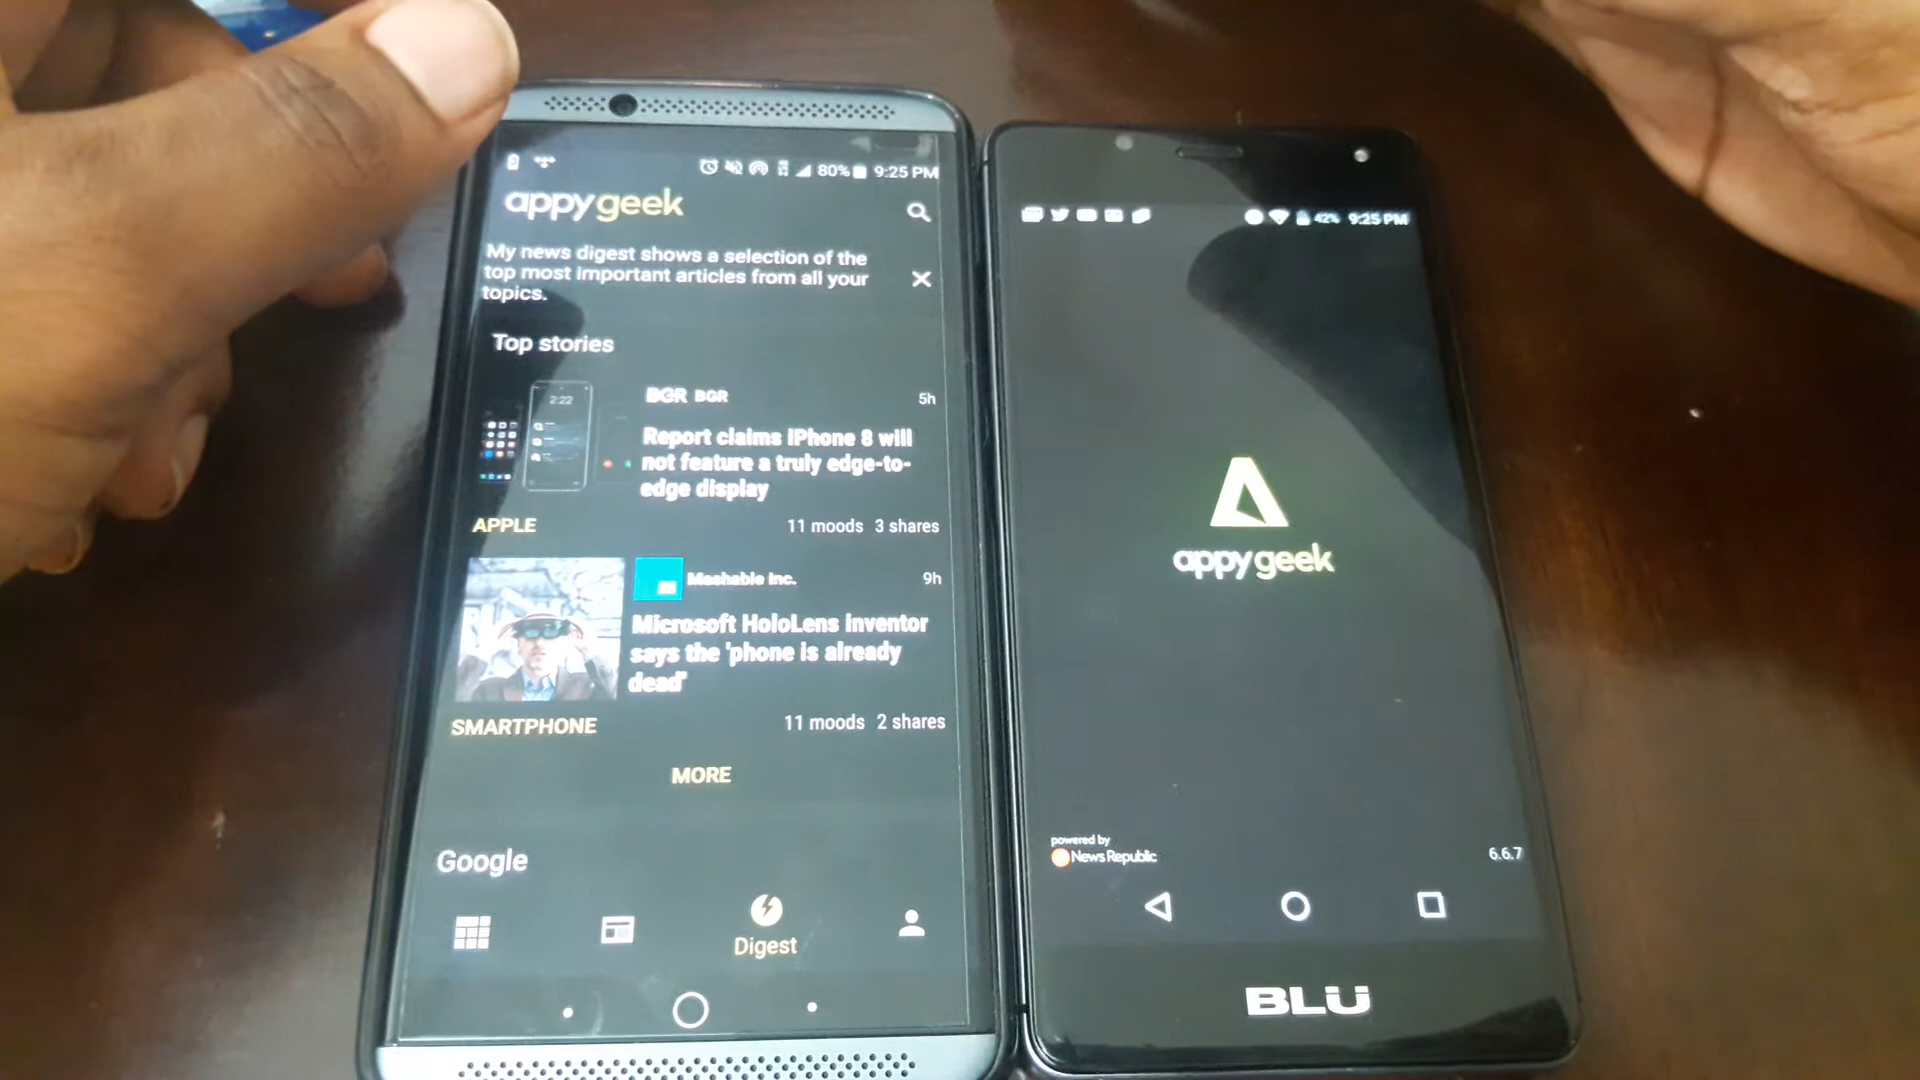 80% 9:25 PM
appygeek
My news digest shows a selection of the
top most important articles from all your
topics.
Top stories
2:22
BGR BGR
5h
Report claims iPhone 8 will
not feature a truly edge-to-
edge display
APPLE
11 moods 3 shares
Mashable Inc.
9h
Microsoft HoloLens inventor
says the 'phone is already
dead'
SMARTPHONE
11 moods 2 shares
MORE
Google
Digest
42% 9:25 PM
appygeek
powered by
News Republic
6.6.7
BLU